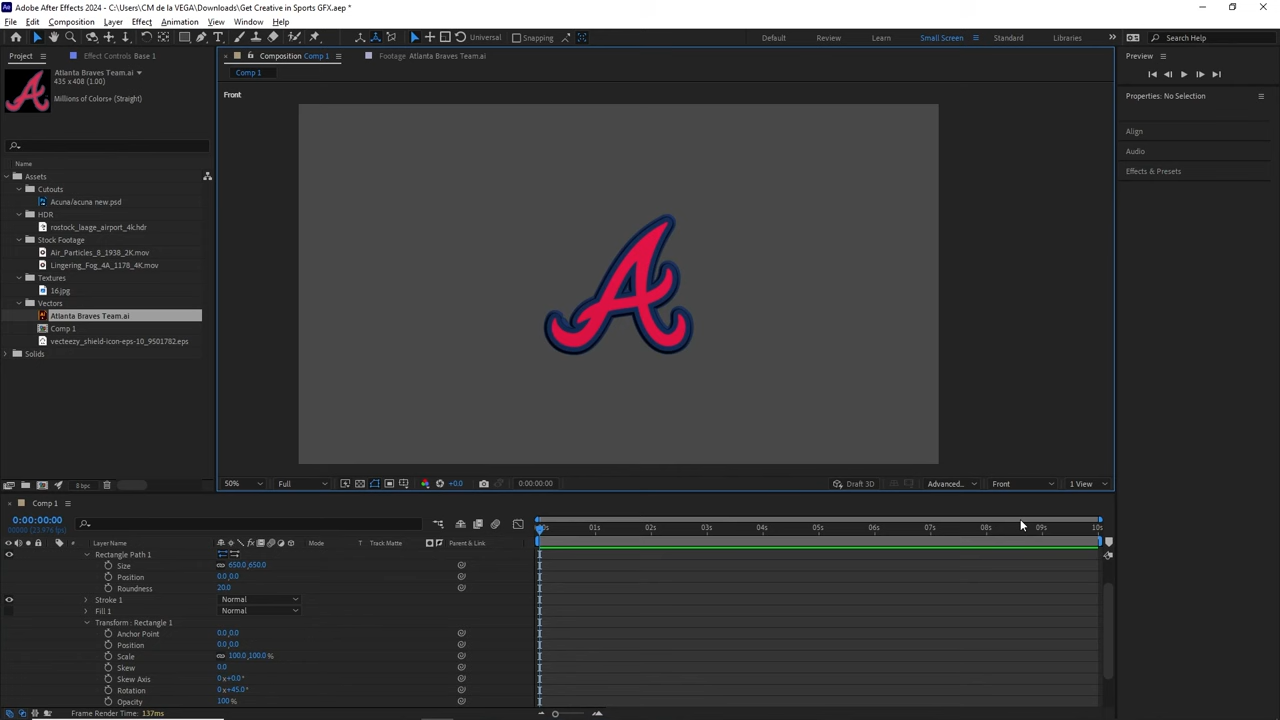 Adobe After Effects 2024 - C:\Users\CM de la VEGA\Downloads\Get Creative in Sports GFX.aep *
File Edit Composition Layer Effect Animation View Window Help
Universal Snapping Default Review Learn Small Screen Standard Libraries Search Help
Project Effect Controls Base 1 Composition Comp 1 Footage Atlanta Braves Team.ai Preview
Atlanta Braves Team.ai
435 x 408 (1.00)
Comp 1
Millions of Colors+ (Straight)
Front
Properties: No Selection
Align
Audio
Effects & Presets
Name
Assets
Cutouts
Acuna/acuna new.psd
HDR
rostock_laage_airport_4k.hdr
Stock Footage
Air_Particles_8_1938_2K.mov
Lingering_Fog_4A_1178_4K.mov
Textures
16.jpg
Vectors
Atlanta Braves Team.ai
Comp 1
vecteezy_shield-icon-eps-10_9501782.eps
Solids
8 bpc
50% Full +0.0 0:00:00:00 Draft 3D Advanced... Front 1 View
Comp 1
0:00:00:00
00000 (23.976 fps)
01s 02s 03s 04s 05s 06s 07s 08s 09s 10s
# Layer Name Mode T Track Matte Parent & Link
Rectangle Path 1
Size 650.0,650.0
Position 0.0,0.0
Roundness 20.0
Stroke 1 Normal
Fill 1 Normal
Transform : Rectangle 1
Anchor Point 0.0,0.0
Position 0.0,0.0
Scale 100.0,100.0 %
Skew 0.0
Skew Axis 0 x+0.0°
Rotation 0 x+45.0°
Opacity 100 %
Frame Render Time: 137ms